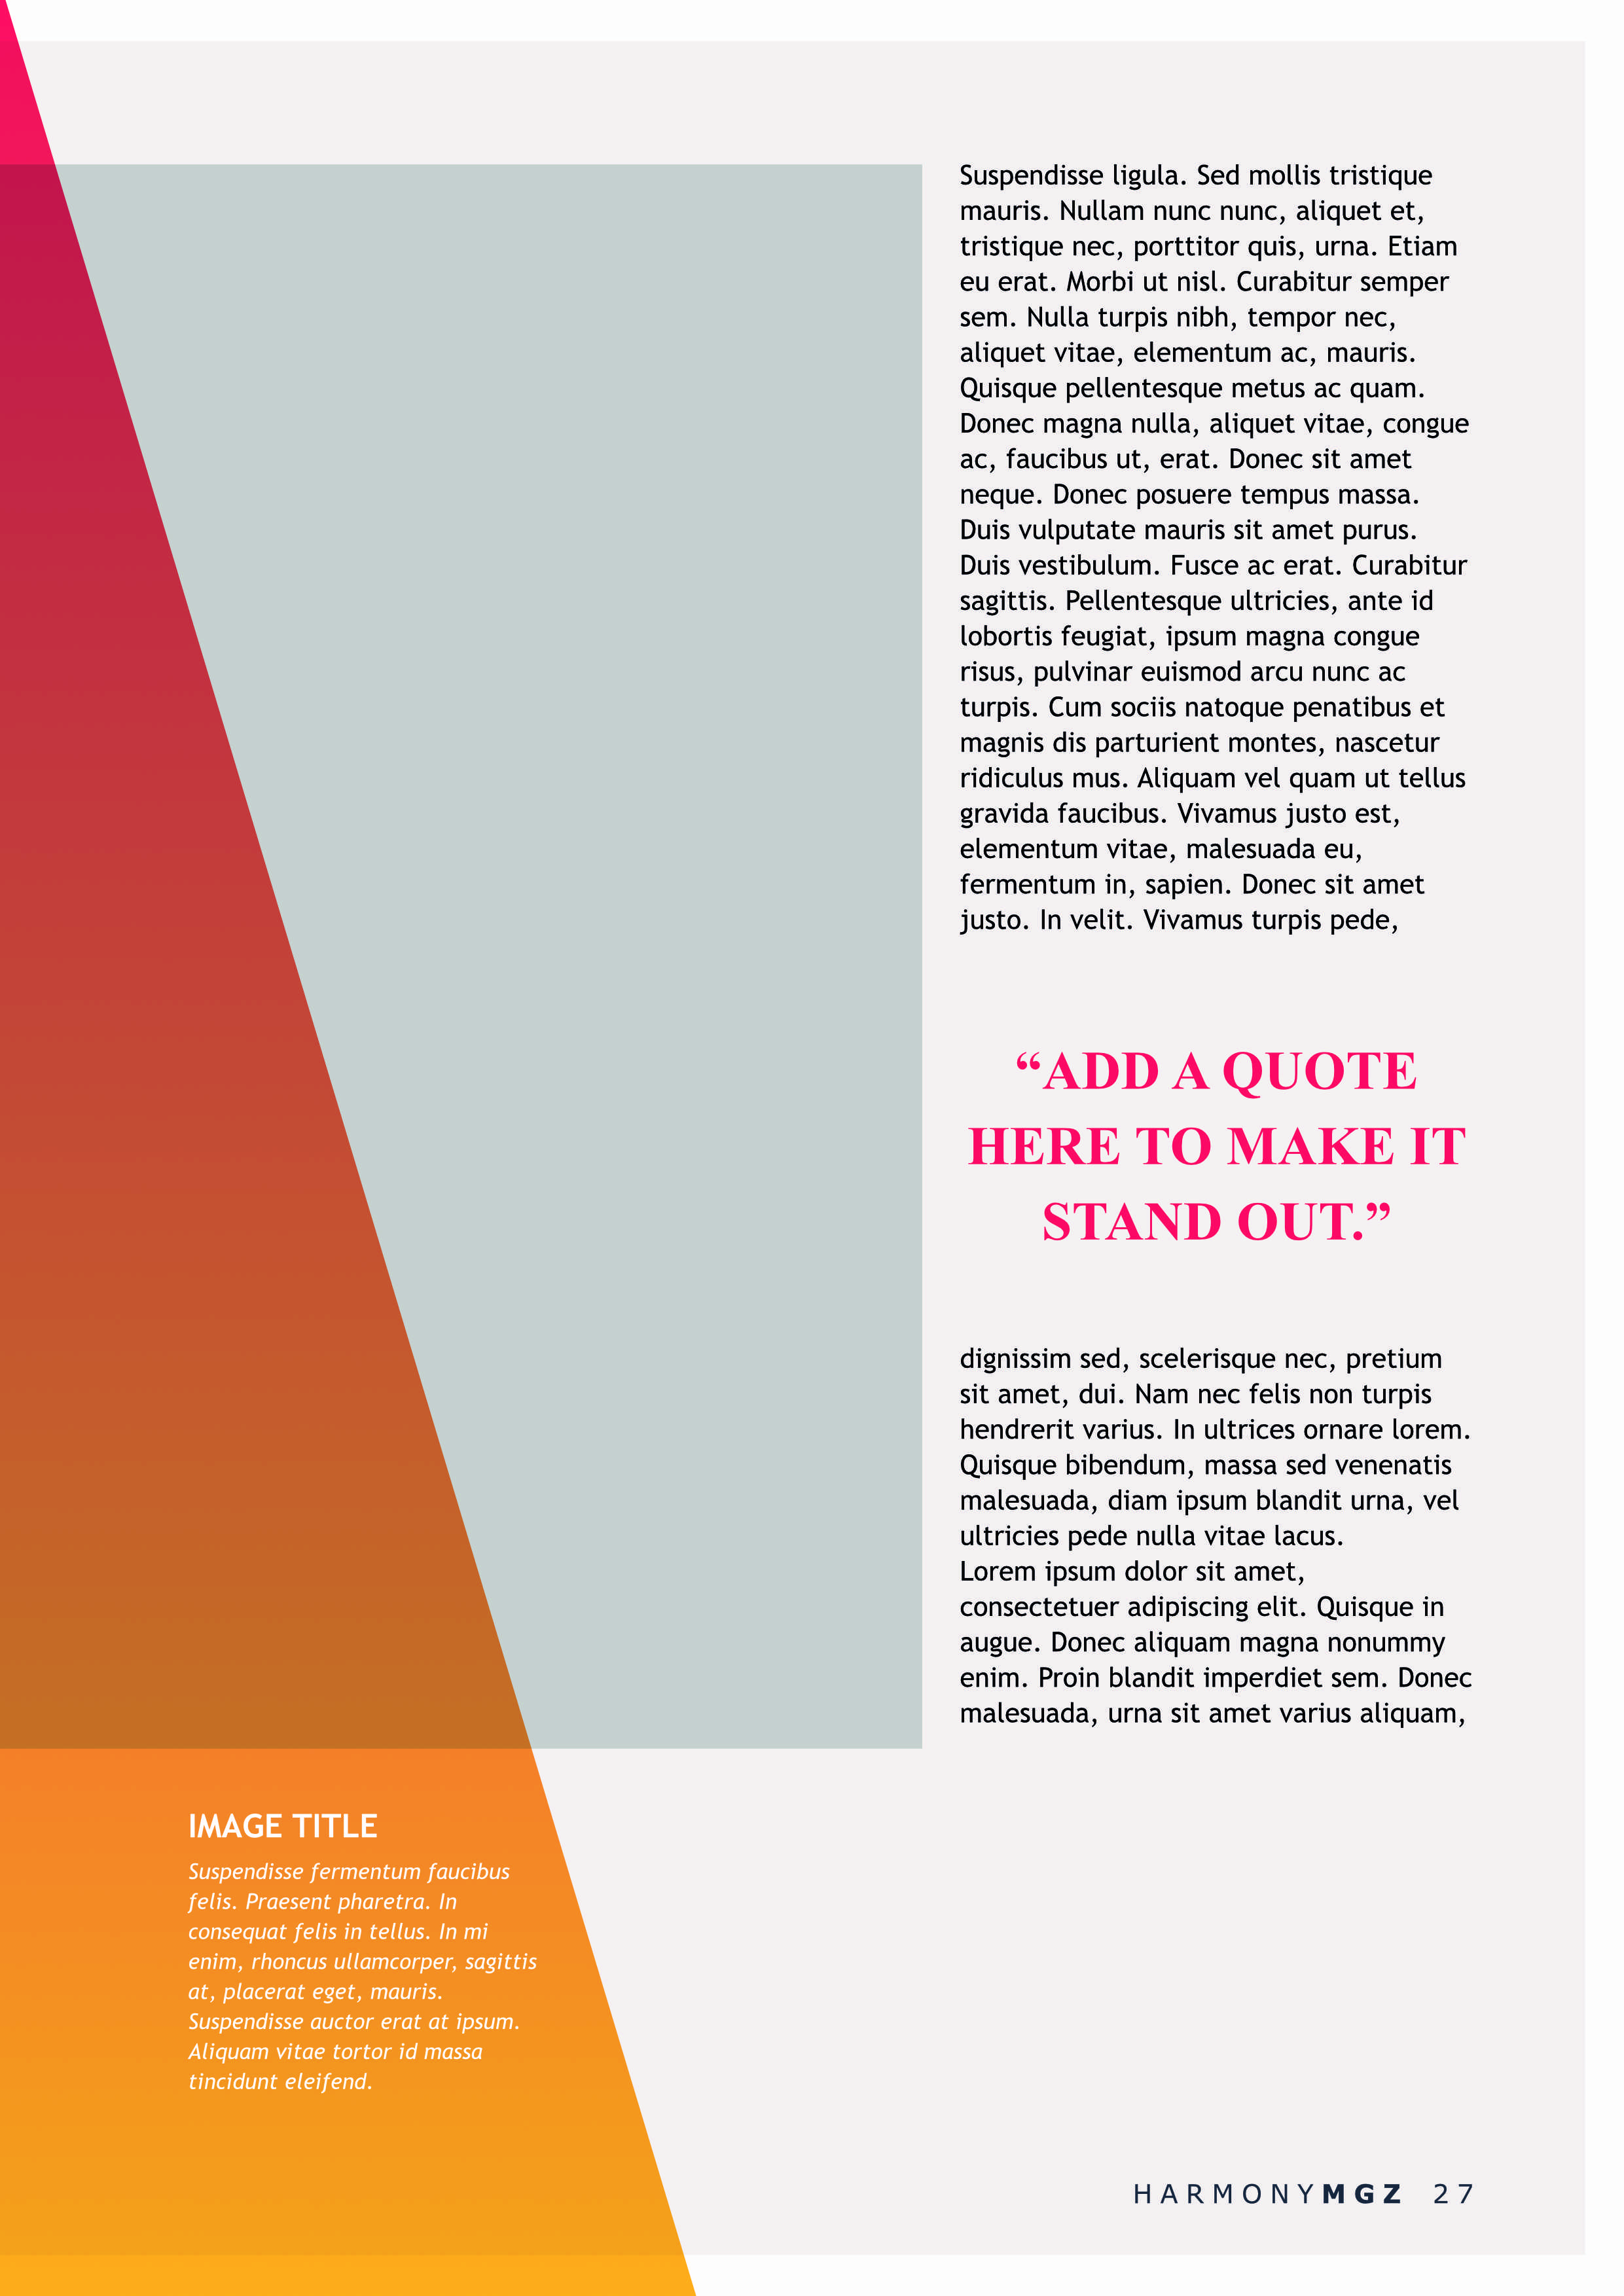 Suspendisse ligula. Sed mollis tristique
mauris. Nullam nunc nunc, aliquet et,
tristique nec, porttitor quis, urna. Etiam
eu erat. Morbi ut nisl. Curabitur semper
sem. Nulla turpis nibh, tempor nec,
aliquet vitae, elementum ac, mauris.
Quisque pellentesque metus ac quam.
Donec magna nulla, aliquet vitae, congue
ac, faucibus ut, erat. Donec sit amet
neque. Donec posuere tempus massa.
Duis vulputate mauris sit amet purus.
Duis vestibulum. Fusce ac erat. Curabitur
sagittis. Pellentesque ultricies, ante id
lobortis feugiat, ipsum magna congue
risus, pulvinar euismod arcu nunc ac
turpis. Cum sociis natoque penatibus et
magnis dis parturient montes, nascetur
ridiculus mus. Aliquam vel quam ut tellus
gravida faucibus. Vivamus justo est,
elementum vitae, malesuada eu,
fermentum in, sapien. Donec sit amet
justo. In velit. Vivamus turpis pede,
“ADD A QUOTE
HERE TO MAKE IT
STAND OUT.”
dignissim sed, scelerisque nec, pretium
sit amet, dui. Nam nec felis non turpis
hendrerit varius. In ultrices ornare lorem.
Quisque bibendum, massa sed venenatis
malesuada, diam ipsum blandit urna, vel
ultricies pede nulla vitae lacus.
Lorem ipsum dolor sit amet,
consectetuer adipiscing elit. Quisque in
augue. Donec aliquam magna nonummy
enim. Proin blandit imperdiet sem. Donec
malesuada, urna sit amet varius aliquam,
IMAGE TITLE
Suspendisse fermentum faucibus
felis. Praesent pharetra. In
consequat felis in tellus. In mi
enim, rhoncus ullamcorper, sagittis
at, placerat eget, mauris.
Suspendisse auctor erat at ipsum.
Aliquam vitae tortor id massa
tincidunt eleifend.
HARMONYMGZ 27